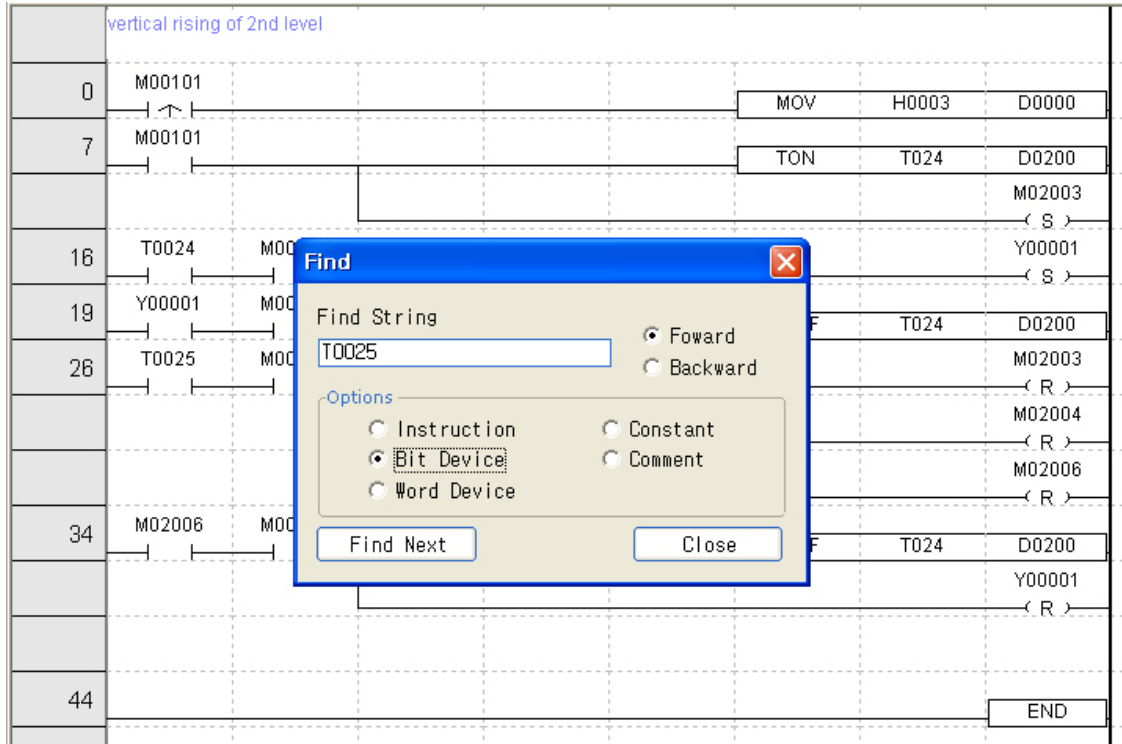 vertical rising of 2nd level
0 M00101 MOV H0003 D0000
7 M00101 TON T024 D0200
M02003
( S )
16 T0024 M00 Y00001
( S )
19 Y00001 M00 F T024 D0200
26 T0025 M00 M02003
( R )
M02004
( R )
M02006
( R )
34 M02006 M00 F T024 D0200
Y00001
( R )
44 END
Find
Find String
T0025
Foward
Backward
Options
Instruction
Constant
Bit Device
Comment
Word Device
Find Next
Close